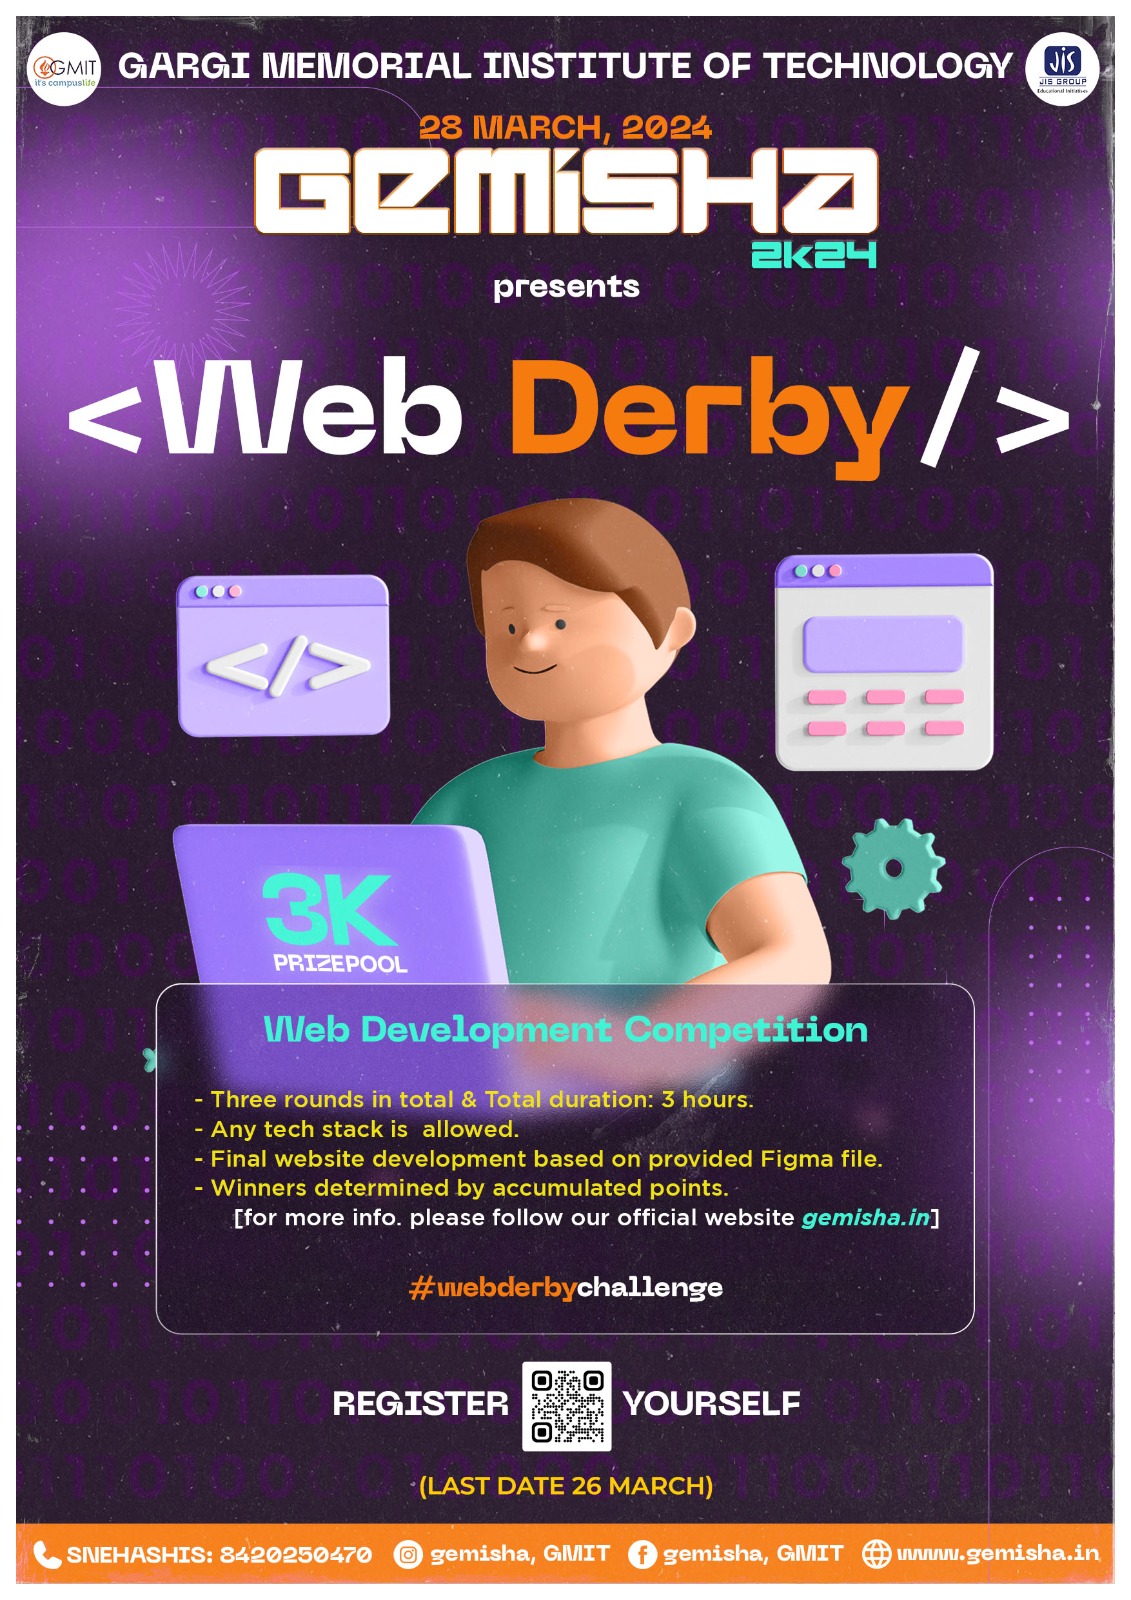 GMIT
it's campuslife
GARGI MEMORIAL INSTITUTE OF TECHNOLOGY
JIS
JIS GROUP
Educational Initiatives
28 MARCH, 2024
GEMISHA
2K24
presents
<Web Derby/>
</>
3K
PRIZEPOOL
Web Development Competition
- Three rounds in total & Total duration: 3 hours.
- Any tech stack is  allowed.
- Final website development based on provided Figma file.
- Winners determined by accumulated points.
[for more info. please follow our official website gemisha.in]
#webderbychallenge
REGISTER YOURSELF
(LAST DATE 26 MARCH)
SNEHASHIS: 8420250470 gemisha, GMIT gemisha, GMIT www.gemisha.in